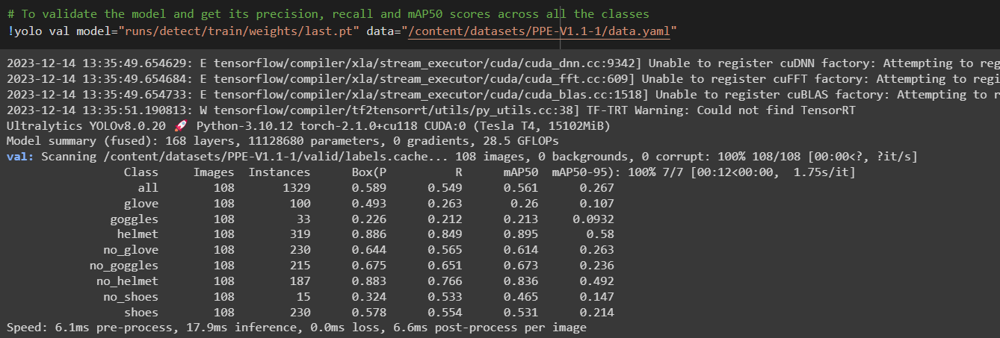 # To validate the model and get its precision, recall and mAP50 scores across all the classes
!yolo val model="runs/detect/train/weights/last.pt" data="/content/datasets/PPE-V1.1-1/data.yaml"
2023-12-14 13:35:49.654629: E tensorflow/compiler/xla/stream_executor/cuda/cuda_dnn.cc:9342] Unable to register cuDNN factory: Attempting to reg
2023-12-14 13:35:49.654684: E tensorflow/compiler/xla/stream_executor/cuda/cuda_fft.cc:609] Unable to register cuFFT factory: Attempting to regi
2023-12-14 13:35:49.654733: E tensorflow/compiler/xla/stream_executor/cuda/cuda_blas.cc:1518] Unable to register cuBLAS factory: Attempting to r
2023-12-14 13:35:51.190813: W tensorflow/compiler/tf2tensorrt/utils/py_utils.cc:38] TF-TRT Warning: Could not find TensorRT
Ultralytics YOLOv8.0.20 🚀 Python-3.10.12 torch-2.1.0+cu118 CUDA:0 (Tesla T4, 15102MiB)
Model summary (fused): 168 layers, 11128680 parameters, 0 gradients, 28.5 GFLOPs
val: Scanning /content/datasets/PPE-V1.1-1/valid/labels.cache... 108 images, 0 backgrounds, 0 corrupt: 100% 108/108 [00:00<?, ?it/s]
Class Images Instances Box(P R mAP50 mAP50-95): 100% 7/7 [00:12<00:00, 1.75s/it]
all 108 1329 0.589 0.549 0.561 0.267
glove 108 100 0.493 0.263 0.26 0.107
goggles 108 33 0.226 0.212 0.213 0.0932
helmet 108 319 0.886 0.849 0.895 0.58
no_glove 108 230 0.644 0.565 0.614 0.263
no_goggles 108 215 0.675 0.651 0.673 0.236
no_helmet 108 187 0.883 0.766 0.836 0.492
no_shoes 108 15 0.324 0.533 0.465 0.147
shoes 108 230 0.578 0.554 0.531 0.214
Speed: 6.1ms pre-process, 17.9ms inference, 0.0ms loss, 6.6ms post-process per image